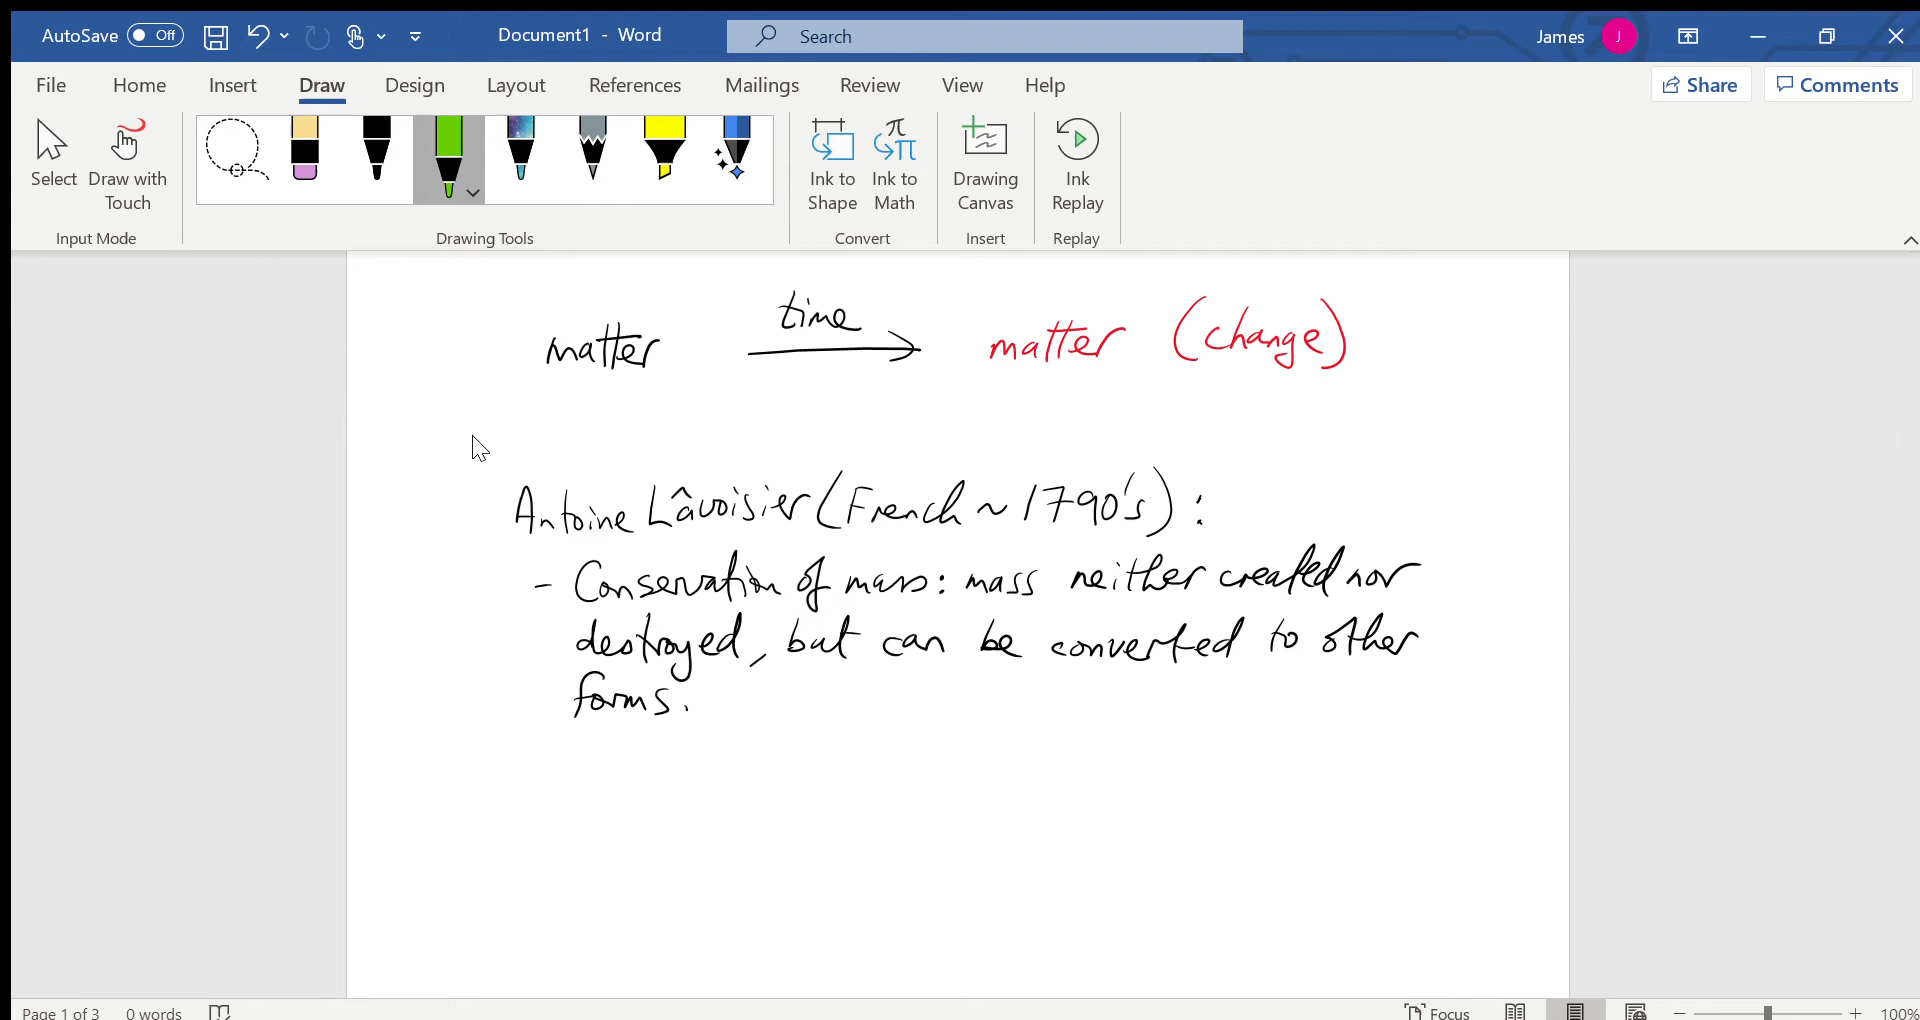 AutoSave Off Document1 - Word Search James J
File Home Insert Draw Design Layout References Mailings Review View Help Share Comments
Select Draw with Touch Ink to Shape Ink to Math Drawing Canvas Ink Replay
Input Mode Drawing Tools Convert Insert Replay
time
matter → matter (change)
Antoine Lâvoisier (French ~ 1790's) :
- Conservation of mass : mass neither created nor
destroyed, but can be converted to other
forms.
Page 1 of 3 0 words Focus 100%